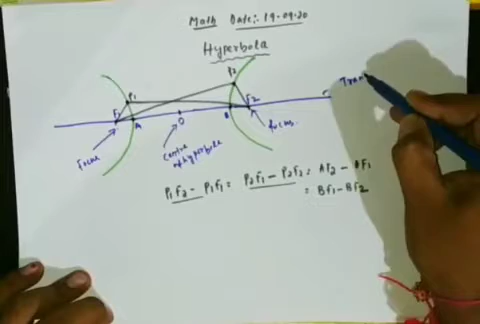 Math Date:- 19-09-20
Hyperbola
P1
P2
F1
A
O
B
F2
focus
centre
of hyperbola
focus.
P1F2 - P1F1 = P2F1 - P2F2 = AF2 - AF1
= BF1 - BF2